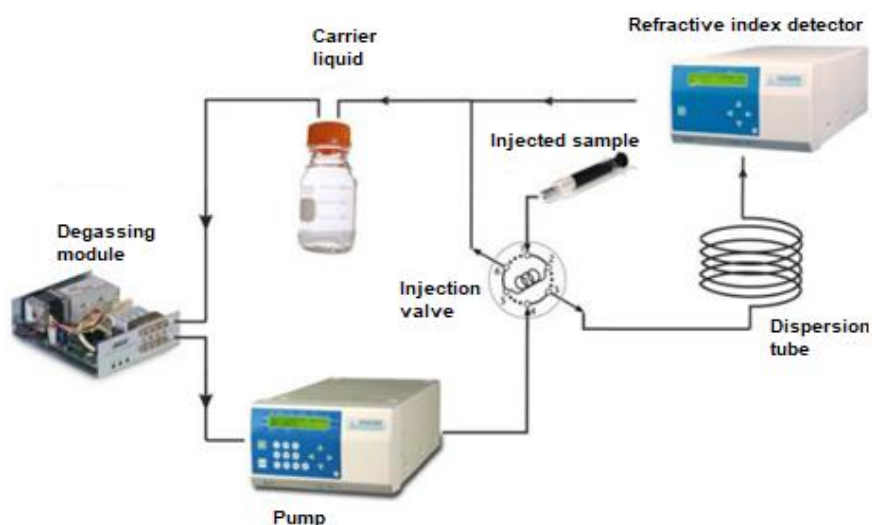 Refractive index detector
Carrier
liquid
Injected sample
Degassing
module
Injection
valve
Dispersion
tube
Pump